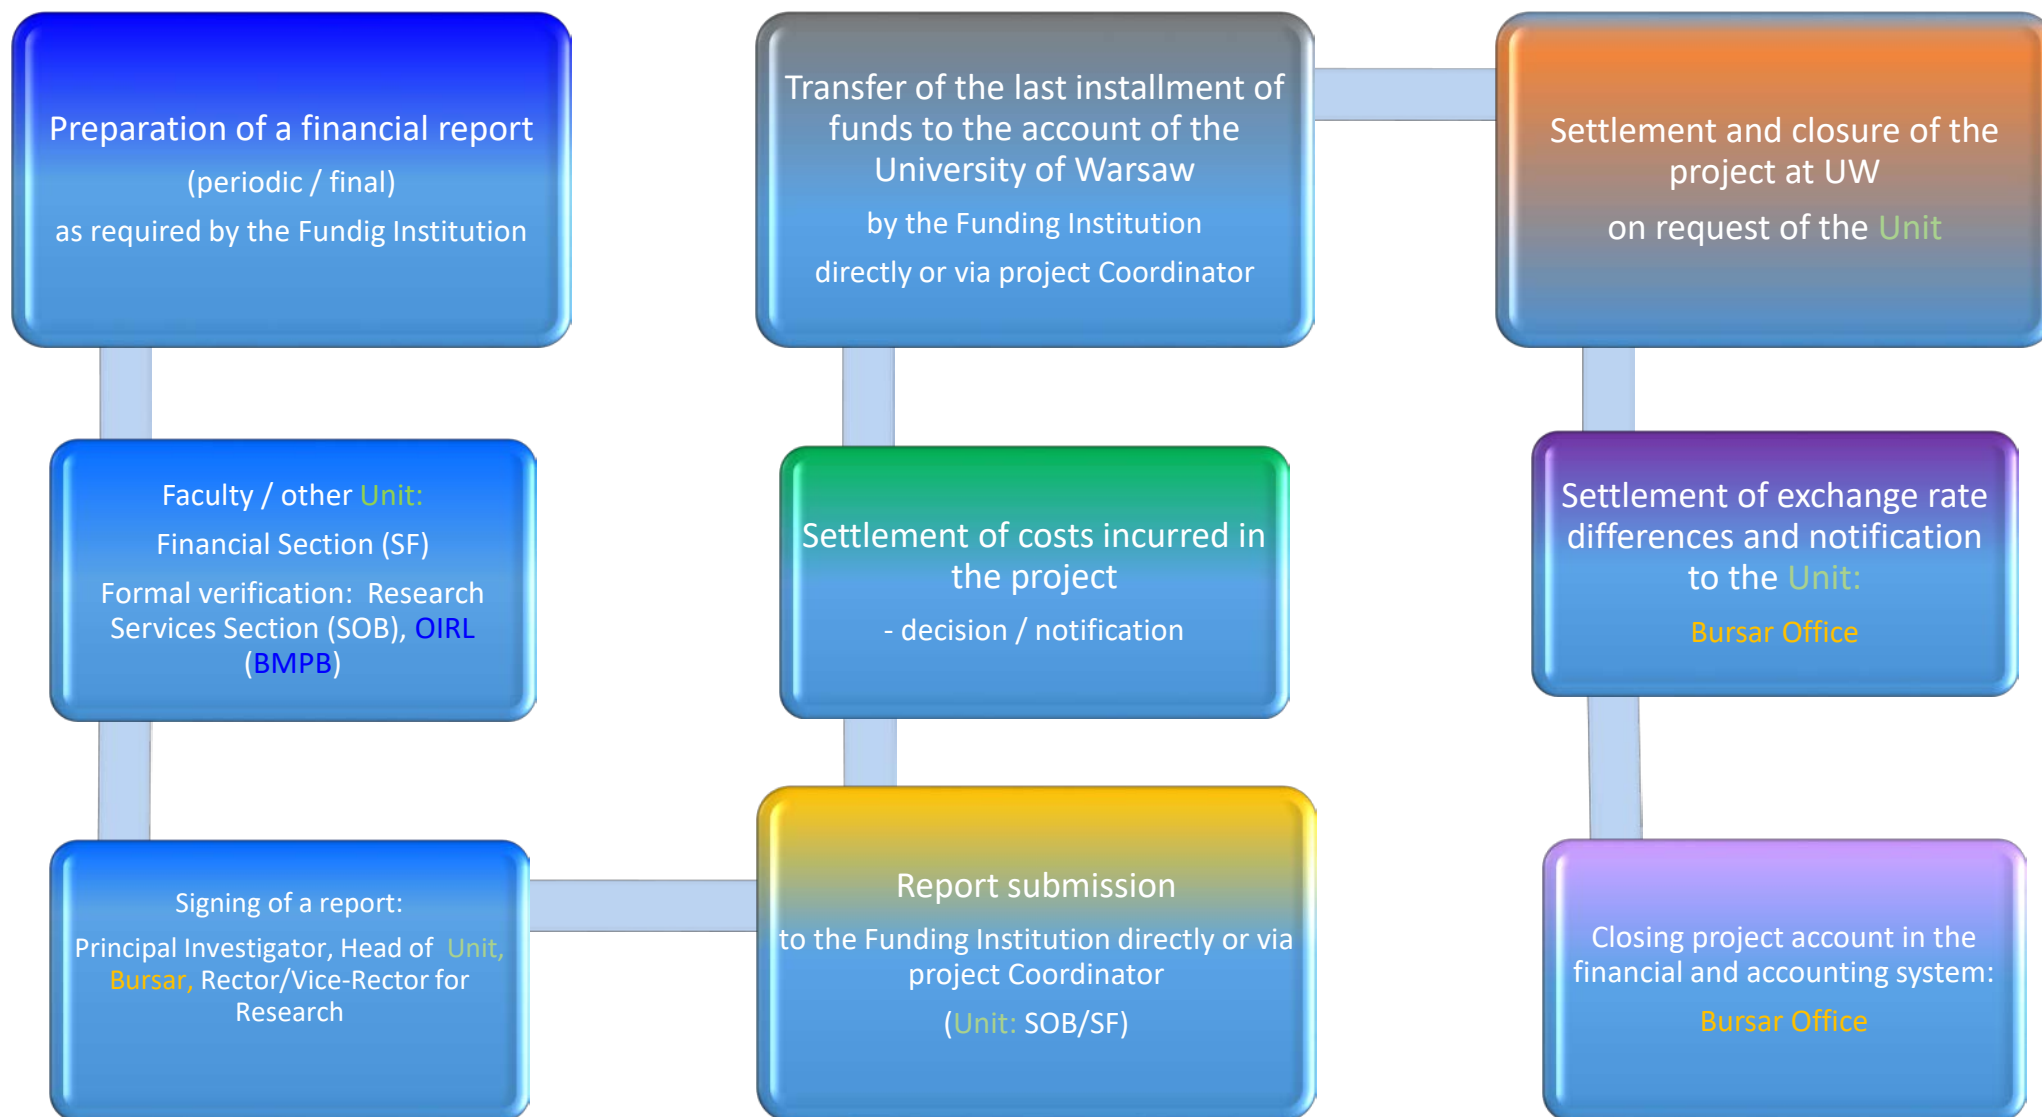 Preparation of a financial report
(periodic / final)
as required by the Fundig Institution
Faculty / other Unit:
Financial Section (SF)
Formal verification: Research
Services Section (SOB), OIRL
(BMPB)
Signing of a report:
Principal Investigator, Head of Unit,
Bursar, Rector/Vice-Rector for
Research
Report submission
to the Funding Institution directly or via
project Coordinator
(Unit: SOB/SF)
Settlement of costs incurred in
the project
- decision / notification
Transfer of the last installment of
funds to the account of the
University of Warsaw
by the Funding Institution
directly or via project Coordinator
Settlement and closure of the
project at UW
on request of the Unit
Settlement of exchange rate
differences and notification
to the Unit:
Bursar Office
Closing project account in the
financial and accounting system:
Bursar Office